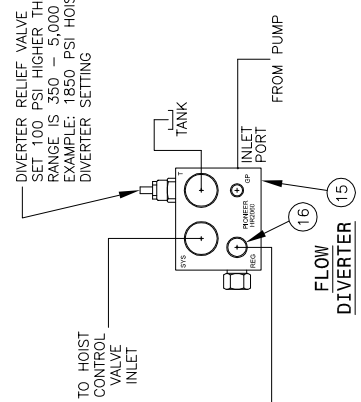 DIVERTER RELIEF VALVE
SET 100 PSI HIGHER TH
RANGE IS 350 – 5,000
EXAMPLE: 1850 PSI HOIS
DIVERTER SETTING
TO HOIST
CONTROL
VALVE
INLET
TANK
SYS
T
PIONEER
REG
GP
INLET
PORT
FROM PUMP
16
15
FLOW
DIVERTER